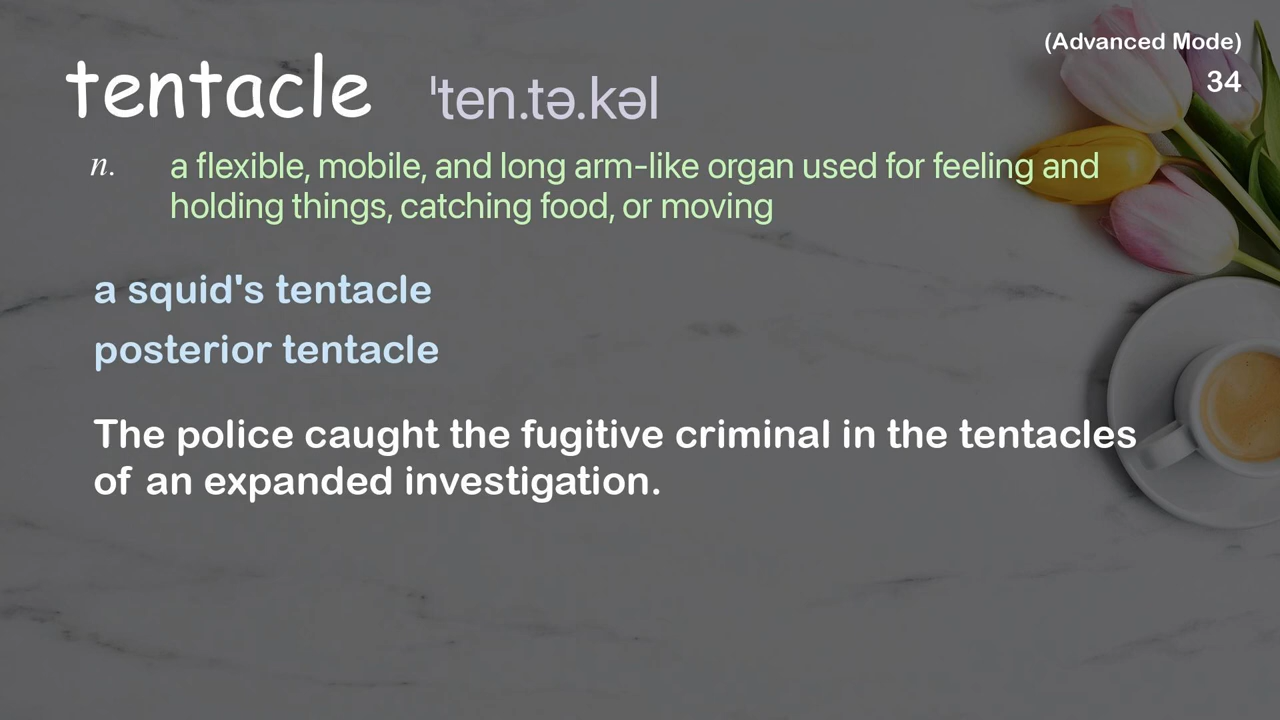 (Advanced Mode)
34
tentacle ˈten.tə.kəl
n. a flexible, mobile, and long arm-like organ used for feeling and
holding things, catching food, or moving
a squid's tentacle
posterior tentacle
The police caught the fugitive criminal in the tentacles
of an expanded investigation.